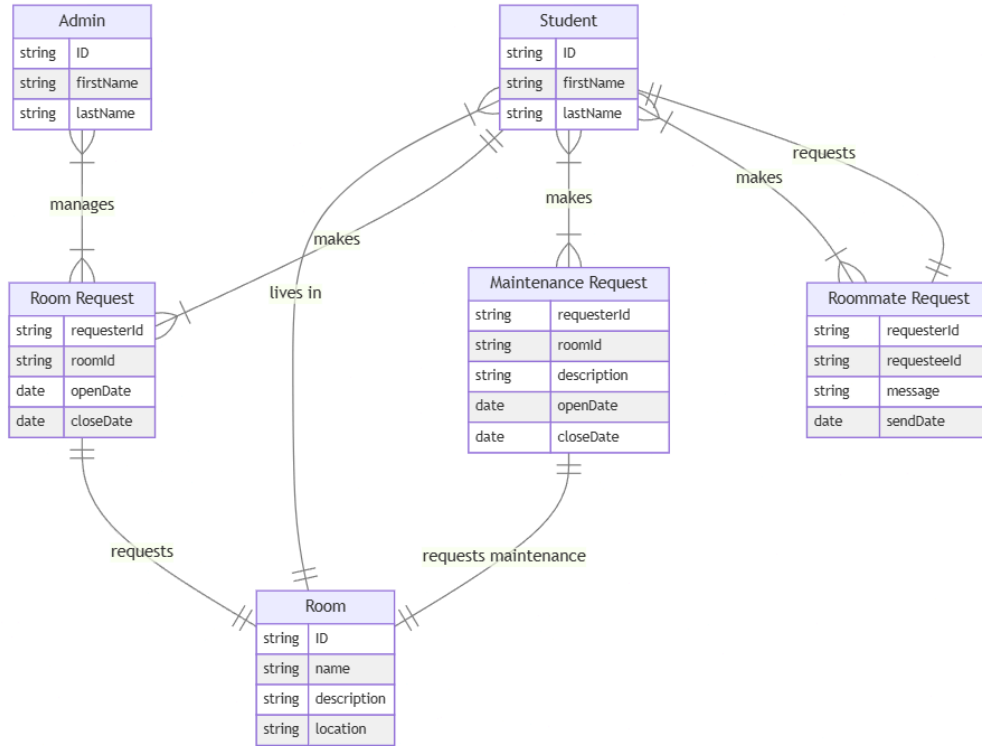 Admin
string ID
string firstName
string lastName
Student
string ID
string firstName
string lastName
manages
makes
lives in
makes
makes
requests
Room Request
string requesterId
string roomId
date openDate
date closeDate
Maintenance Request
string requesterId
string roomId
string description
date openDate
date closeDate
Roommate Request
string requesterId
string requesteeId
string message
date sendDate
requests
requests maintenance
Room
string ID
string name
string description
string location